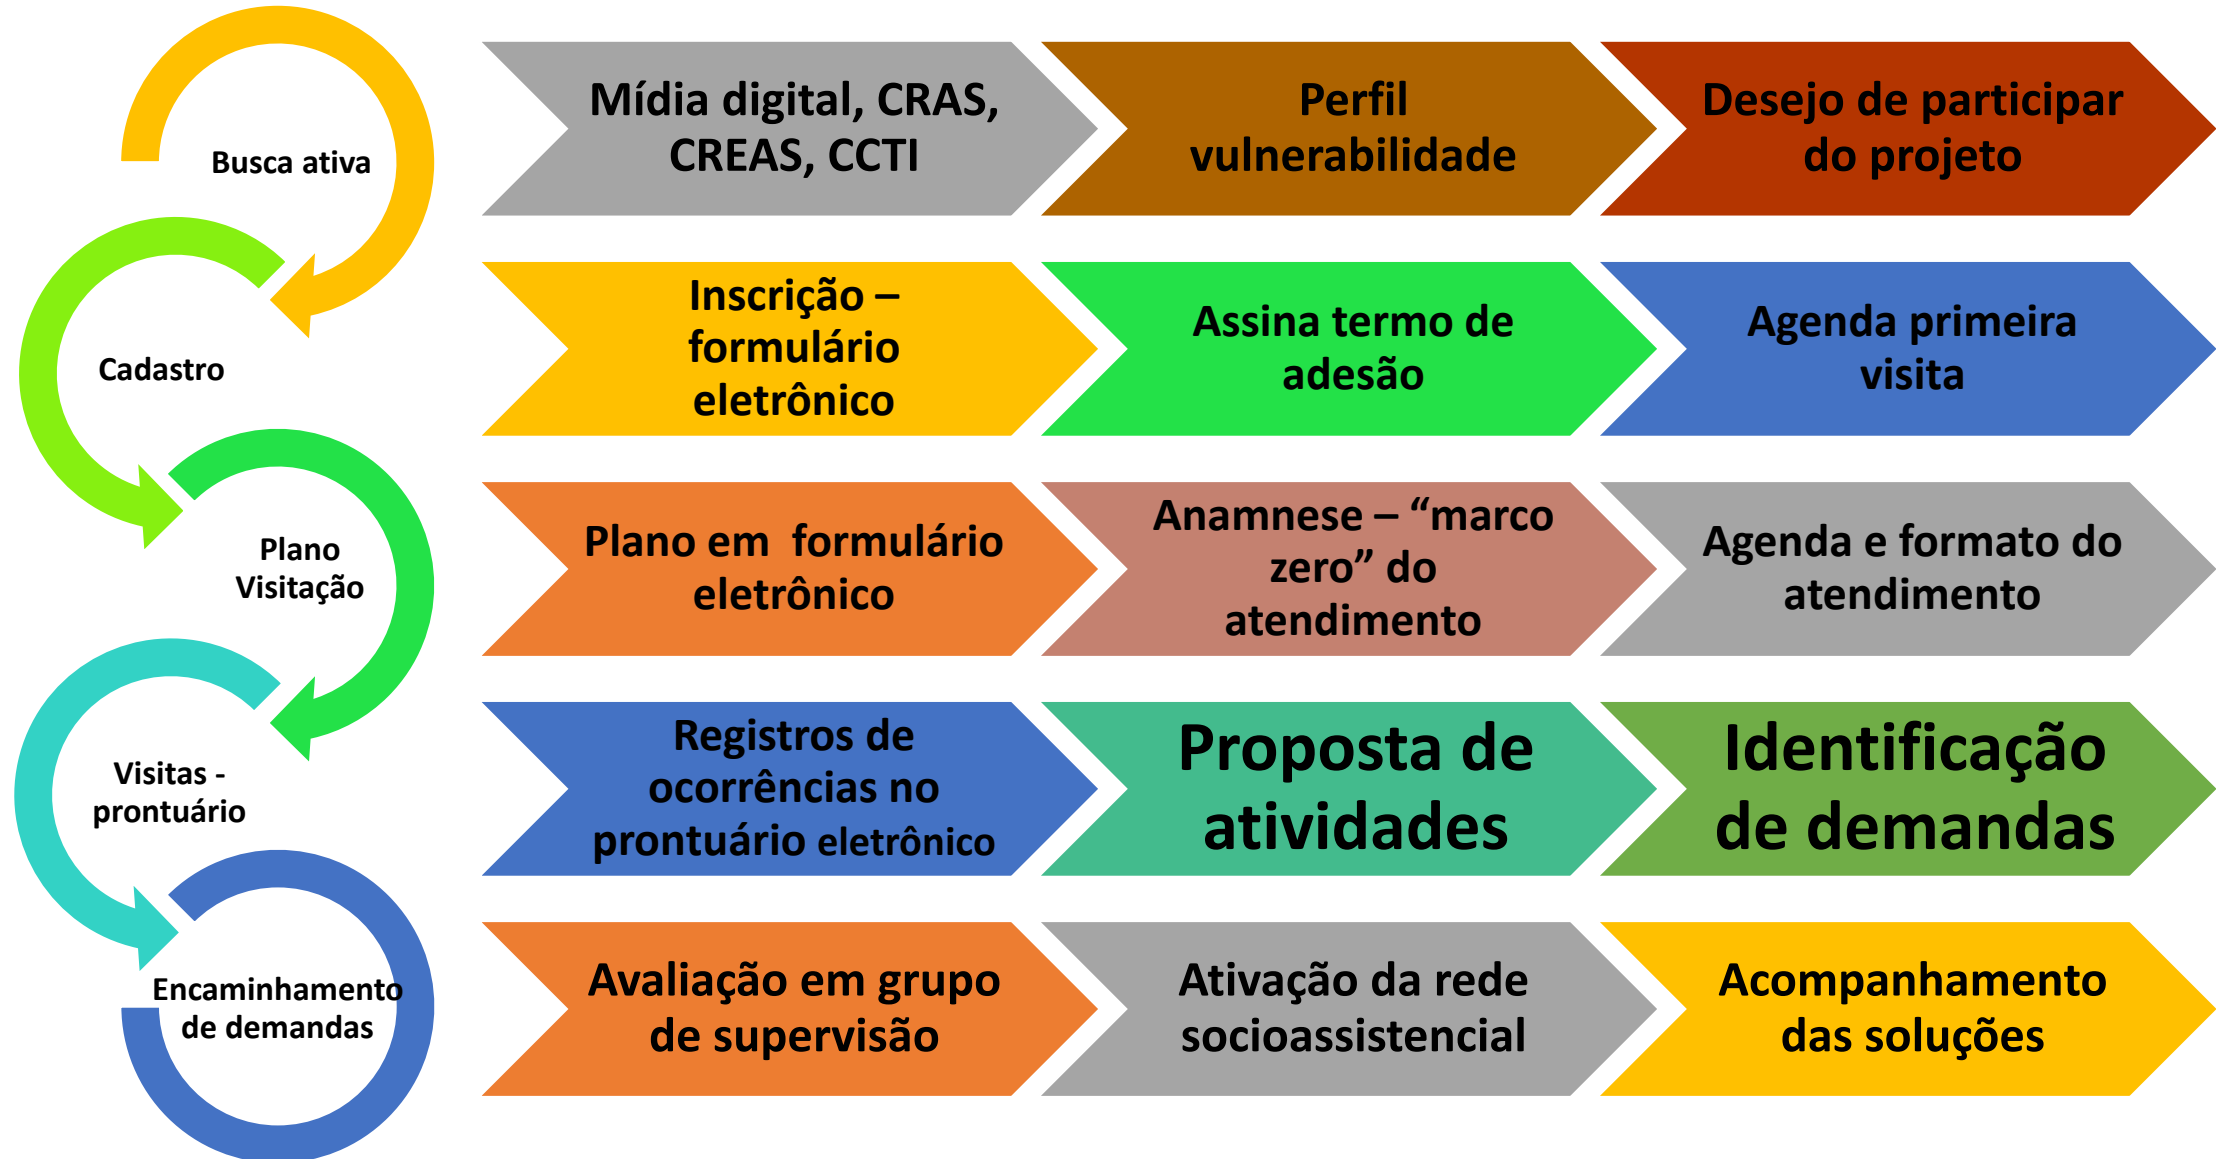 Busca ativa
Mídia digital, CRAS,
CREAS, CCTI
Perfil
vulnerabilidade
Desejo de participar
do projeto
Cadastro
Inscrição –
formulário
eletrônico
Assina termo de
adesão
Agenda primeira
visita
Plano
Visitação
Plano em  formulário
eletrônico
Anamnese – “marco
zero” do
atendimento
Agenda e formato do
atendimento
Visitas -
prontuário
Registros de
ocorrências no
prontuário eletrônico
Proposta de
atividades
Identificação
de demandas
Encaminhamento
de demandas
Avaliação em grupo
de supervisão
Ativação da rede
socioassistencial
Acompanhamento
das soluções